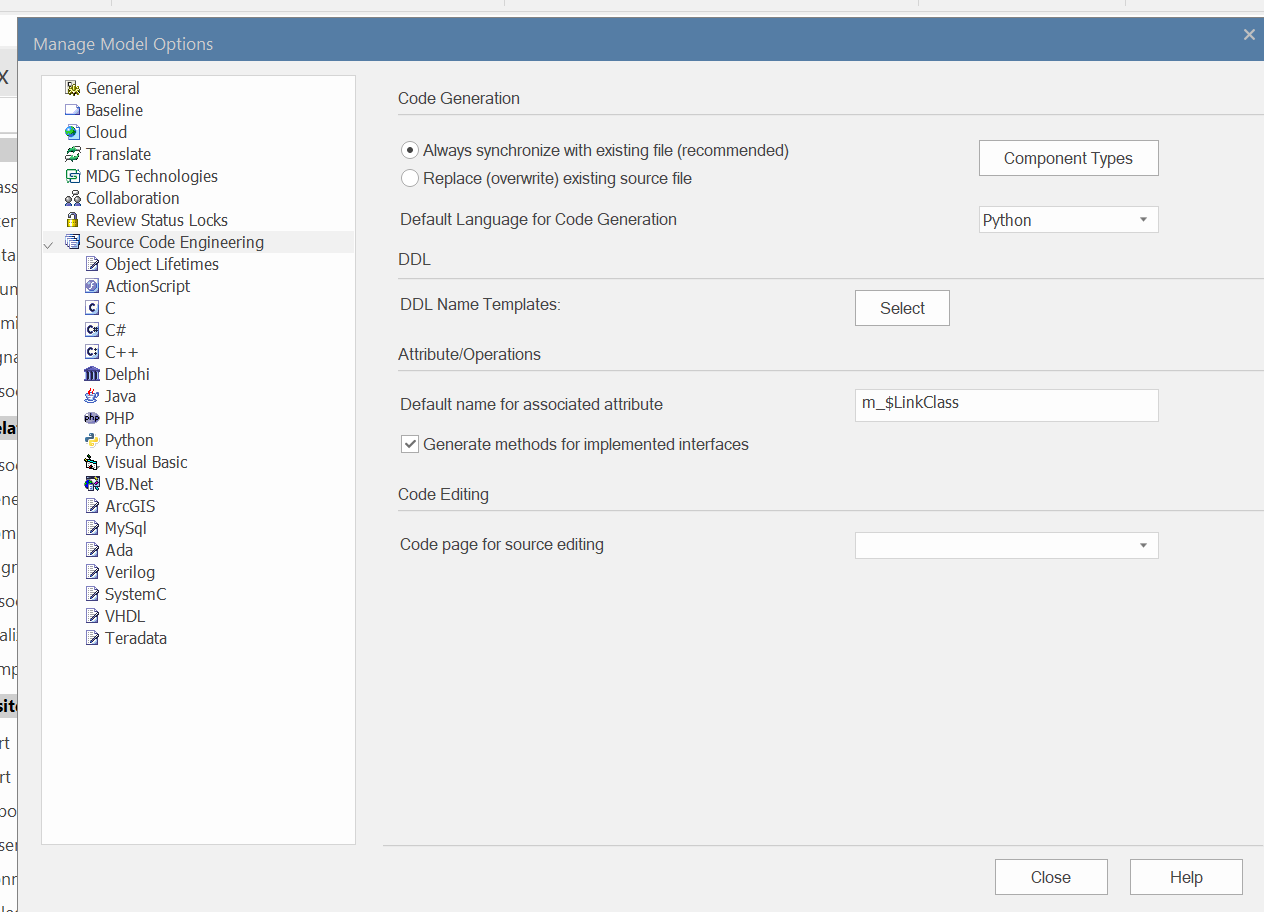 Manage Model Options
General
Baseline
Cloud
Translate
MDG Technologies
Collaboration
Review Status Locks
Source Code Engineering
Object Lifetimes
ActionScript
C
C#
C++
Delphi
Java
PHP
Python
Visual Basic
VB.Net
ArcGIS
MySql
Ada
Verilog
SystemC
VHDL
Teradata
Code Generation
Always synchronize with existing file (recommended)
Component Types
Replace (overwrite) existing source file
Default Language for Code Generation
Python
DDL
DDL Name Templates:
Select
Attribute/Operations
Default name for associated attribute
m_$LinkClass
Generate methods for implemented interfaces
Code Editing
Code page for source editing
Close
Help